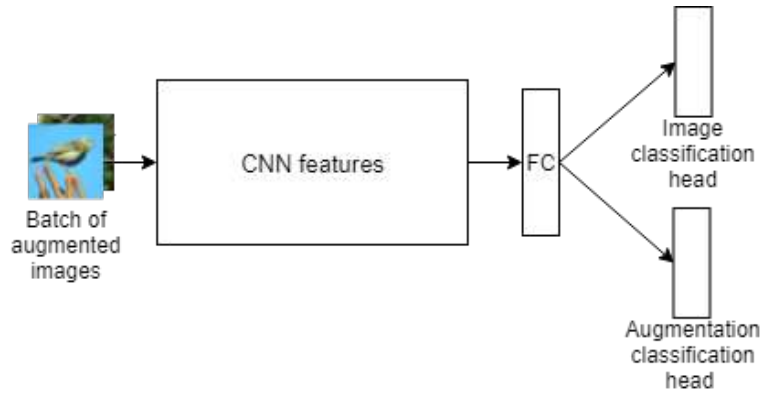 Batch of
augmented
images
CNN features
FC
Image
classification
head
Augmentation
classification
head